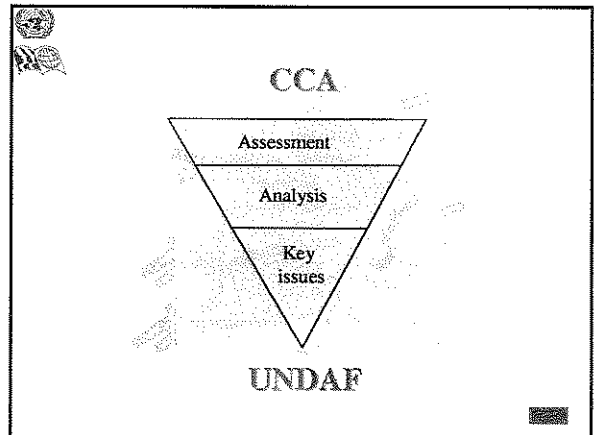 CCA
Assessment
Analysis
Key
issues
UNDAF